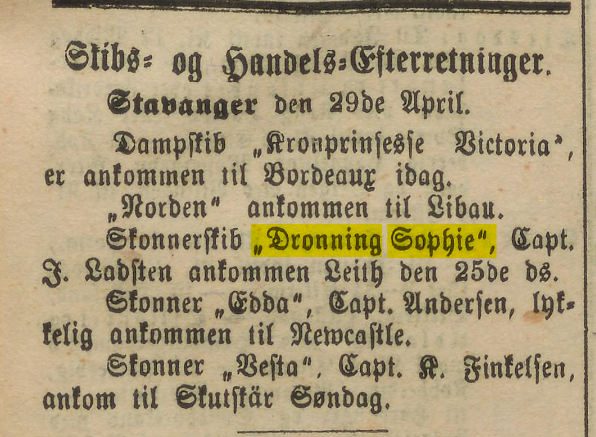 Skibs- og Handels-Efterretninger.
Stavanger den 29de April.
Dampskib „Kronprinsesse Victoria“,
er ankommen til Bordeaux idag.
„Norden“ ankommen til Libau.
Skonnerskib „Dronning Sophie“, Capt.
J. Ladsten ankommen Leith den 25de ds.
Skonner „Edda“, Capt. Andersen, lyk-
kelig ankommen til Newcastle.
Skonner „Vesta“, Capt. K. Finkelsen,
ankom til Skutskär Søndag.